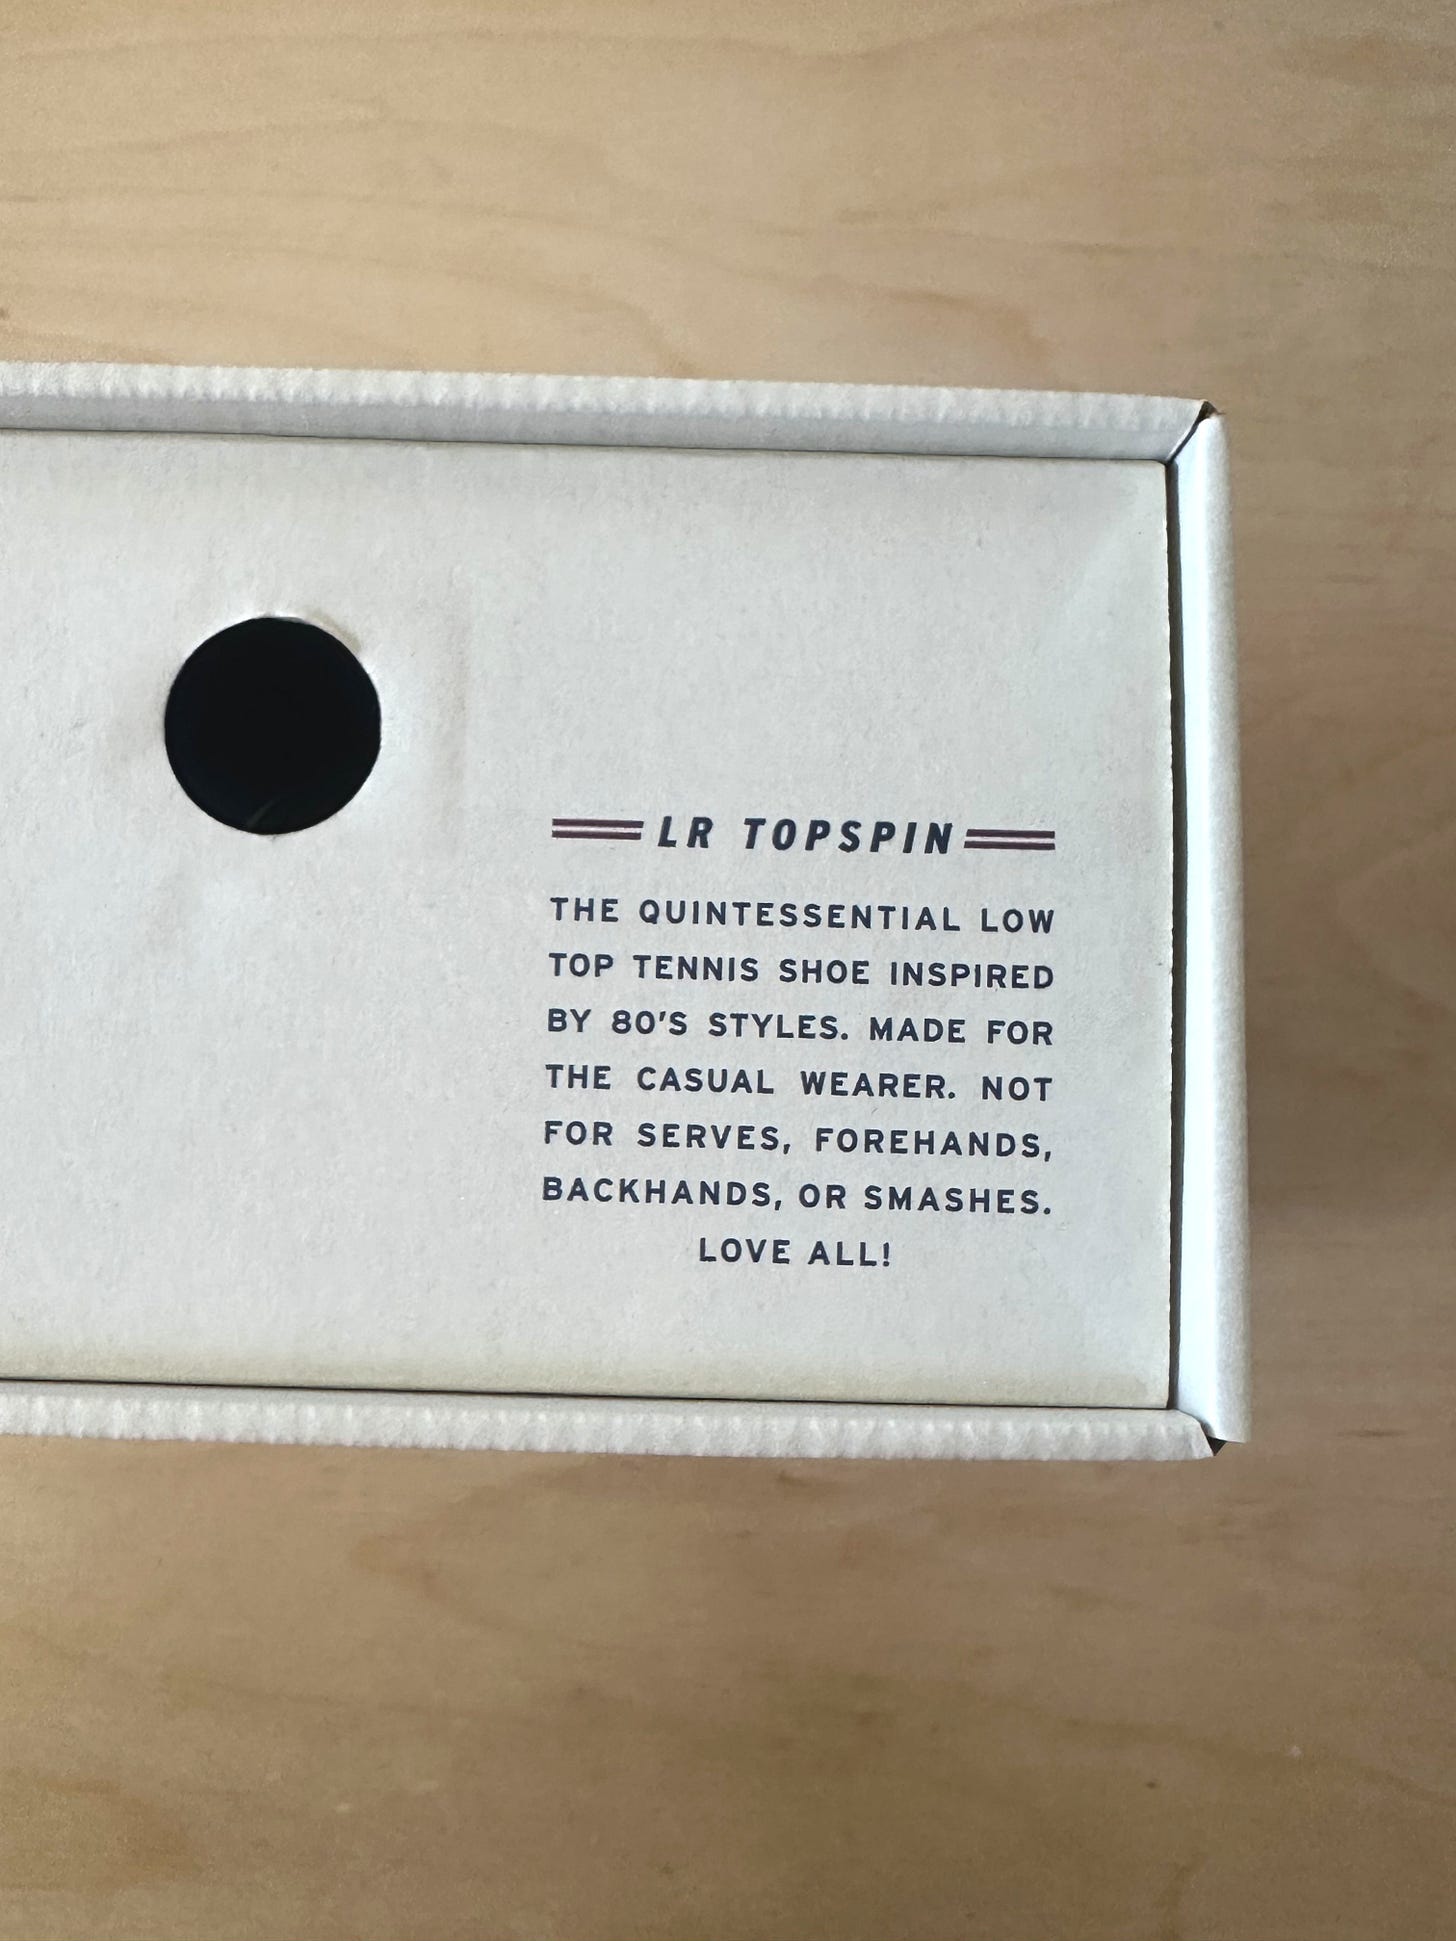 LR TOPSPIN
THE QUINTESSENTIAL LOW
TOP TENNIS SHOE INSPIRED
BY 80'S STYLES. MADE FOR
THE CASUAL WEARER. NOT
FOR SERVES, FOREHANDS,
BACKHANDS, OR SMASHES.
LOVE ALL!